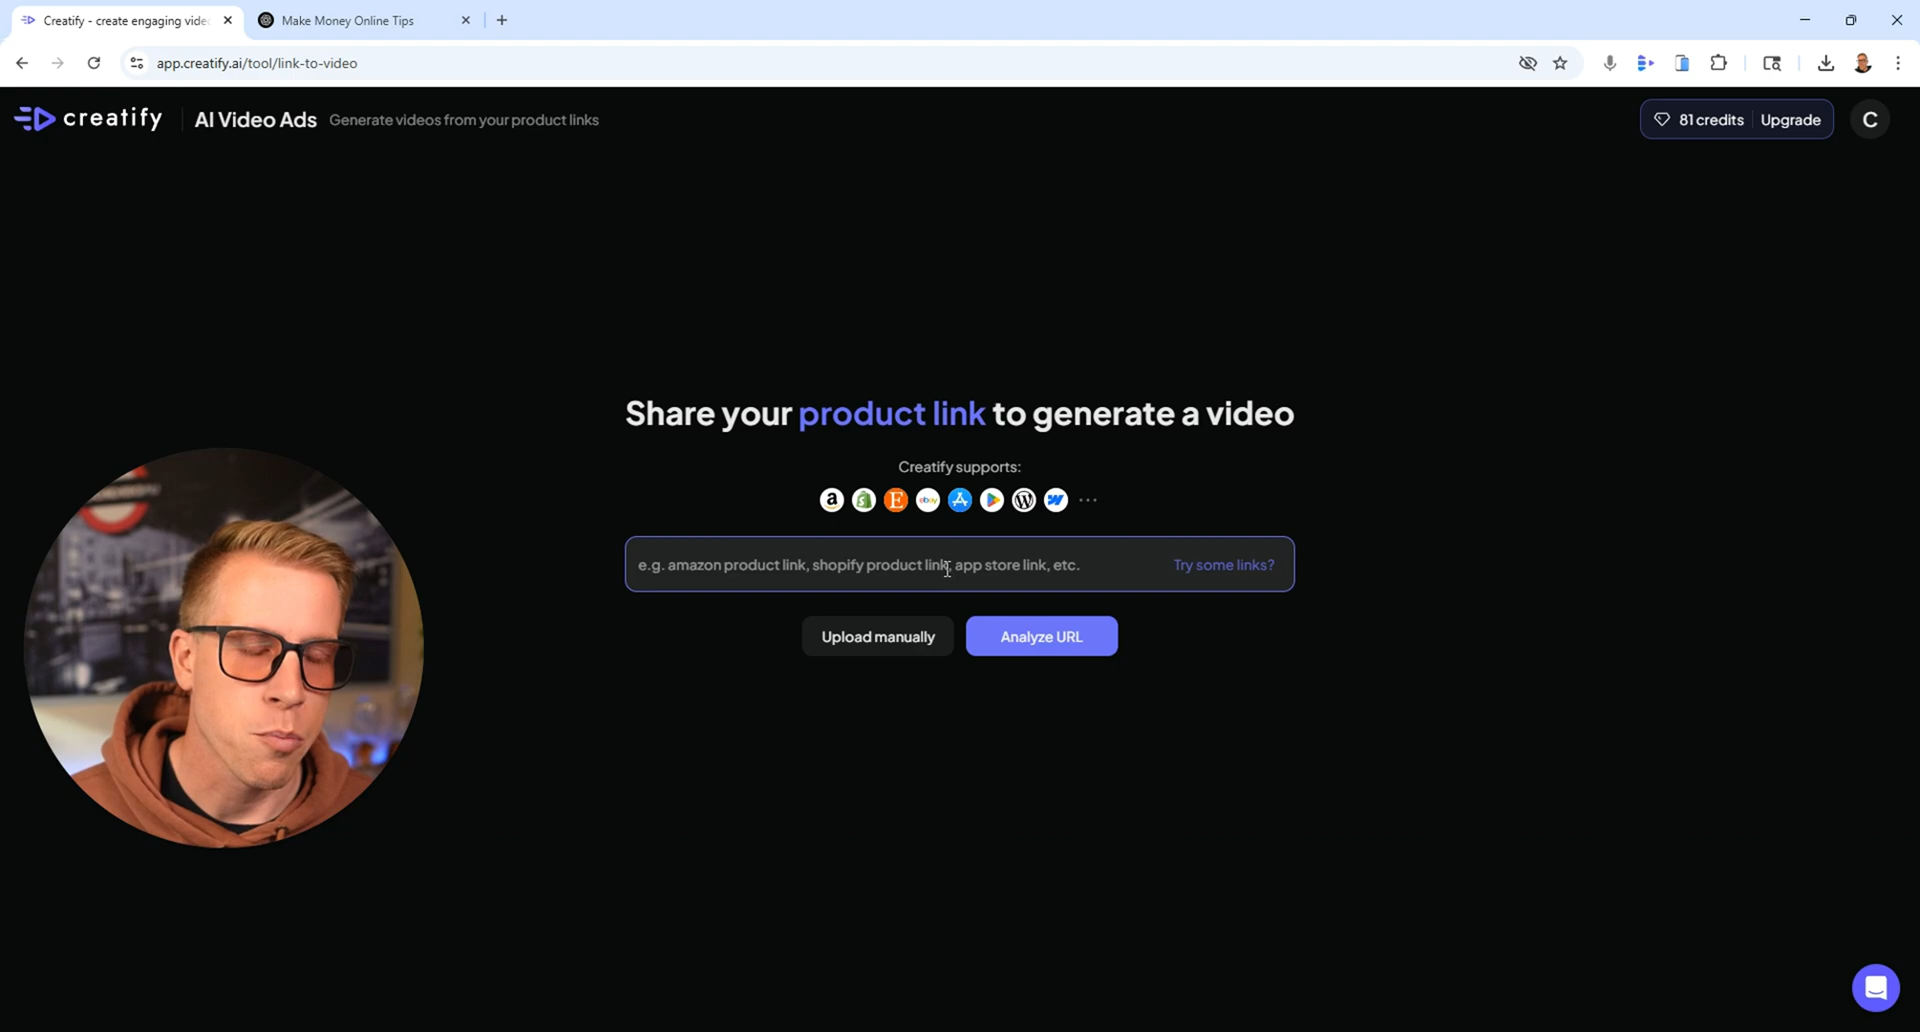 Creatify - create engaging vide
Make Money Online Tips
app.creatify.ai/tool/link-to-video
creatify
AI Video Ads
Generate videos from your product links
81 credits
Upgrade
C
Share your product link to generate a video
Creatify supports:
a
E
ebay
e.g. amazon product link, shopify product link, app store link, etc.
Try some links?
Upload manually
Analyze URL